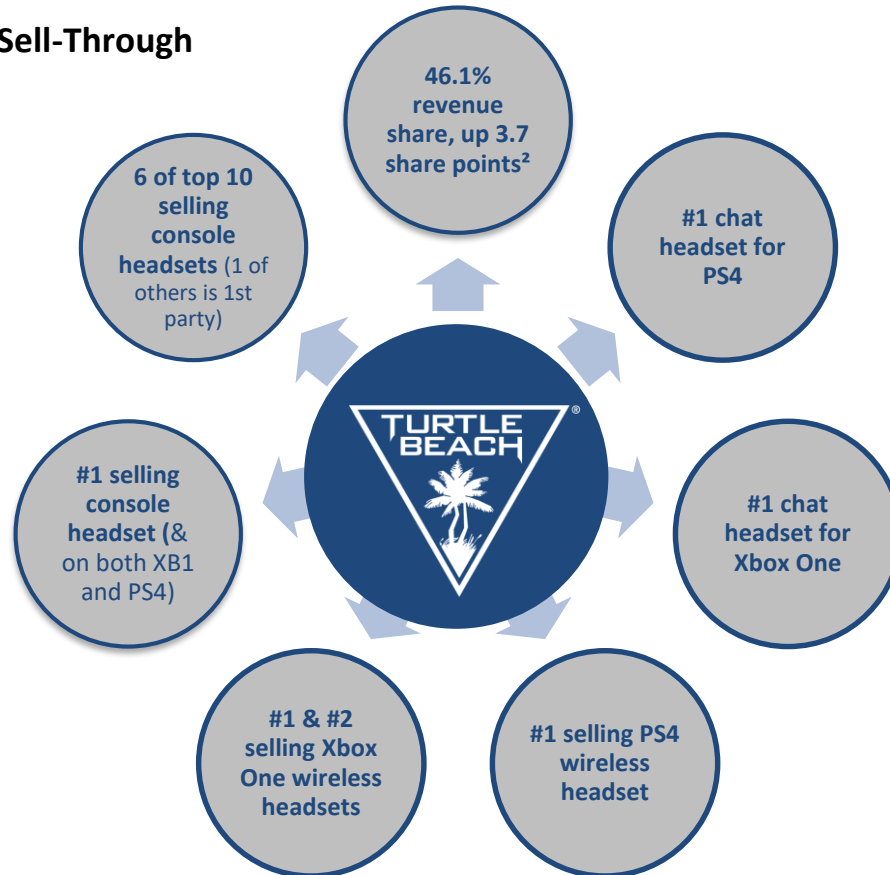 Sell-Through
46.1%
revenue
share, up 3.7
share points²
6 of top 10
selling
console
headsets (1 of
others is 1st
party)
#1 chat
headset for
PS4
TURTLE
BEACH®
#1 selling
console
headset (&
on both XB1
and PS4)
#1 chat
headset for
Xbox One
#1 & #2
selling Xbox
One wireless
headsets
#1 selling PS4
wireless
headset